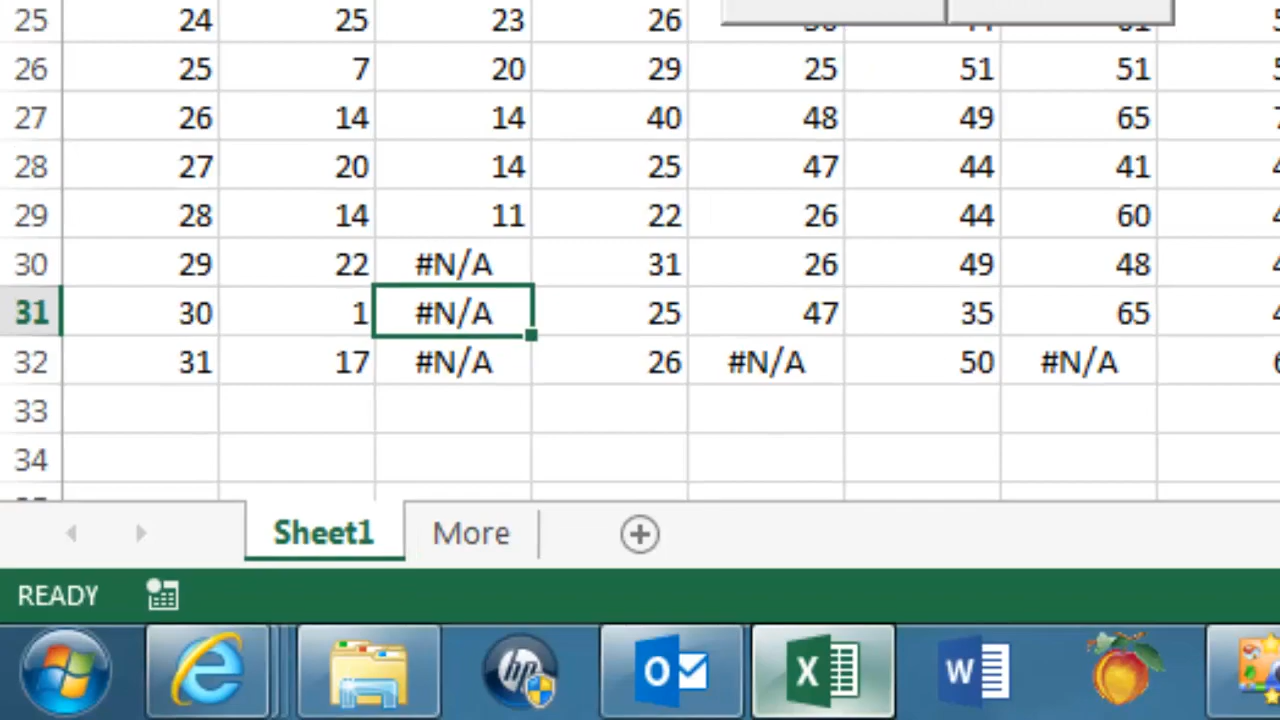 25 24 25 23 26
26 25 7 20 29 25 51 51
27 26 14 14 40 48 49 65
28 27 20 14 25 47 44 41
29 28 14 11 22 26 44 60
30 29 22 #N/A 31 26 49 48
31 30 1 #N/A 25 47 35 65
32 31 17 #N/A 26 #N/A 50 #N/A
33
34
Sheet1 More
READY
hp O X W